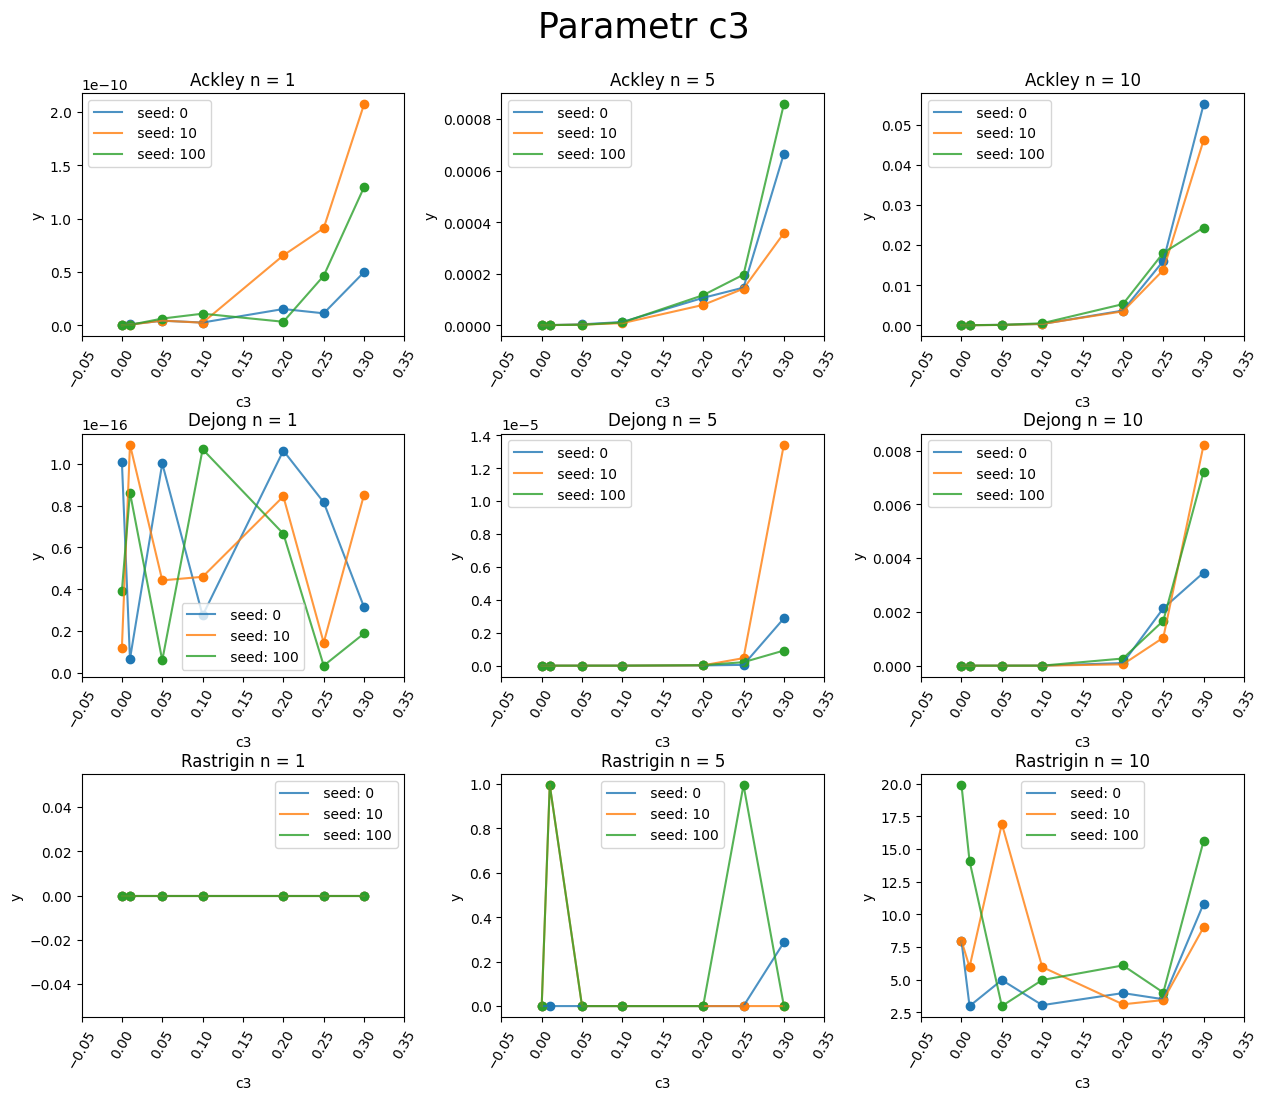 Parametr c3
Ackley n = 1
1e−10
2.0
1.5
1.0
0.5
0.0
y
seed: 0
seed: 10
seed: 100
−0.05 0.00 0.05 0.10 0.15 0.20 0.25 0.30 0.35
c3
Ackley n = 5
0.0008
0.0006
0.0004
0.0002
0.0000
y
seed: 0
seed: 10
seed: 100
−0.05 0.00 0.05 0.10 0.15 0.20 0.25 0.30 0.35
c3
Ackley n = 10
0.05
0.04
0.03
0.02
0.01
0.00
y
seed: 0
seed: 10
seed: 100
−0.05 0.00 0.05 0.10 0.15 0.20 0.25 0.30 0.35
c3
Dejong n = 1
1e−16
1.0
0.8
0.6
0.4
0.2
0.0
y
seed: 0
seed: 10
seed: 100
−0.05 0.00 0.05 0.10 0.15 0.20 0.25 0.30 0.35
c3
Dejong n = 5
1e−5
1.4
1.2
1.0
0.8
0.6
0.4
0.2
0.0
y
seed: 0
seed: 10
seed: 100
−0.05 0.00 0.05 0.10 0.15 0.20 0.25 0.30 0.35
c3
Dejong n = 10
0.008
0.006
0.004
0.002
0.000
y
seed: 0
seed: 10
seed: 100
−0.05 0.00 0.05 0.10 0.15 0.20 0.25 0.30 0.35
c3
Rastrigin n = 1
0.04
0.02
0.00
−0.02
−0.04
y
seed: 0
seed: 10
seed: 100
−0.05 0.00 0.05 0.10 0.15 0.20 0.25 0.30 0.35
c3
Rastrigin n = 5
1.0
0.8
0.6
0.4
0.2
0.0
y
seed: 0
seed: 10
seed: 100
−0.05 0.00 0.05 0.10 0.15 0.20 0.25 0.30 0.35
c3
Rastrigin n = 10
20.0
17.5
15.0
12.5
10.0
7.5
5.0
2.5
y
seed: 0
seed: 10
seed: 100
−0.05 0.00 0.05 0.10 0.15 0.20 0.25 0.30 0.35
c3